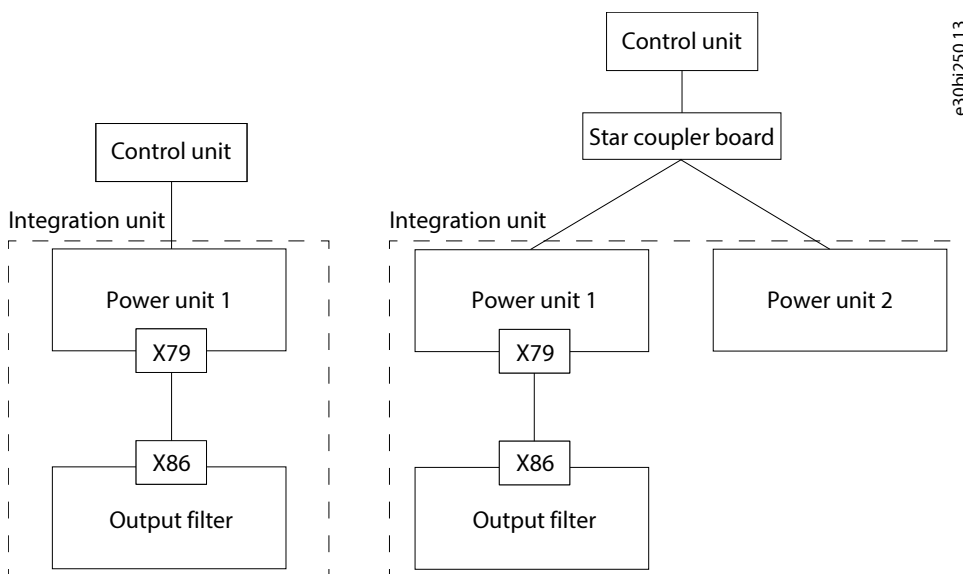 Control unit
Integration unit
Power unit 1
X79
X86
Output filter
Control unit
Star coupler board
Integration unit
Power unit 1
Power unit 2
X79
X86
Output filter
e30bj250.13